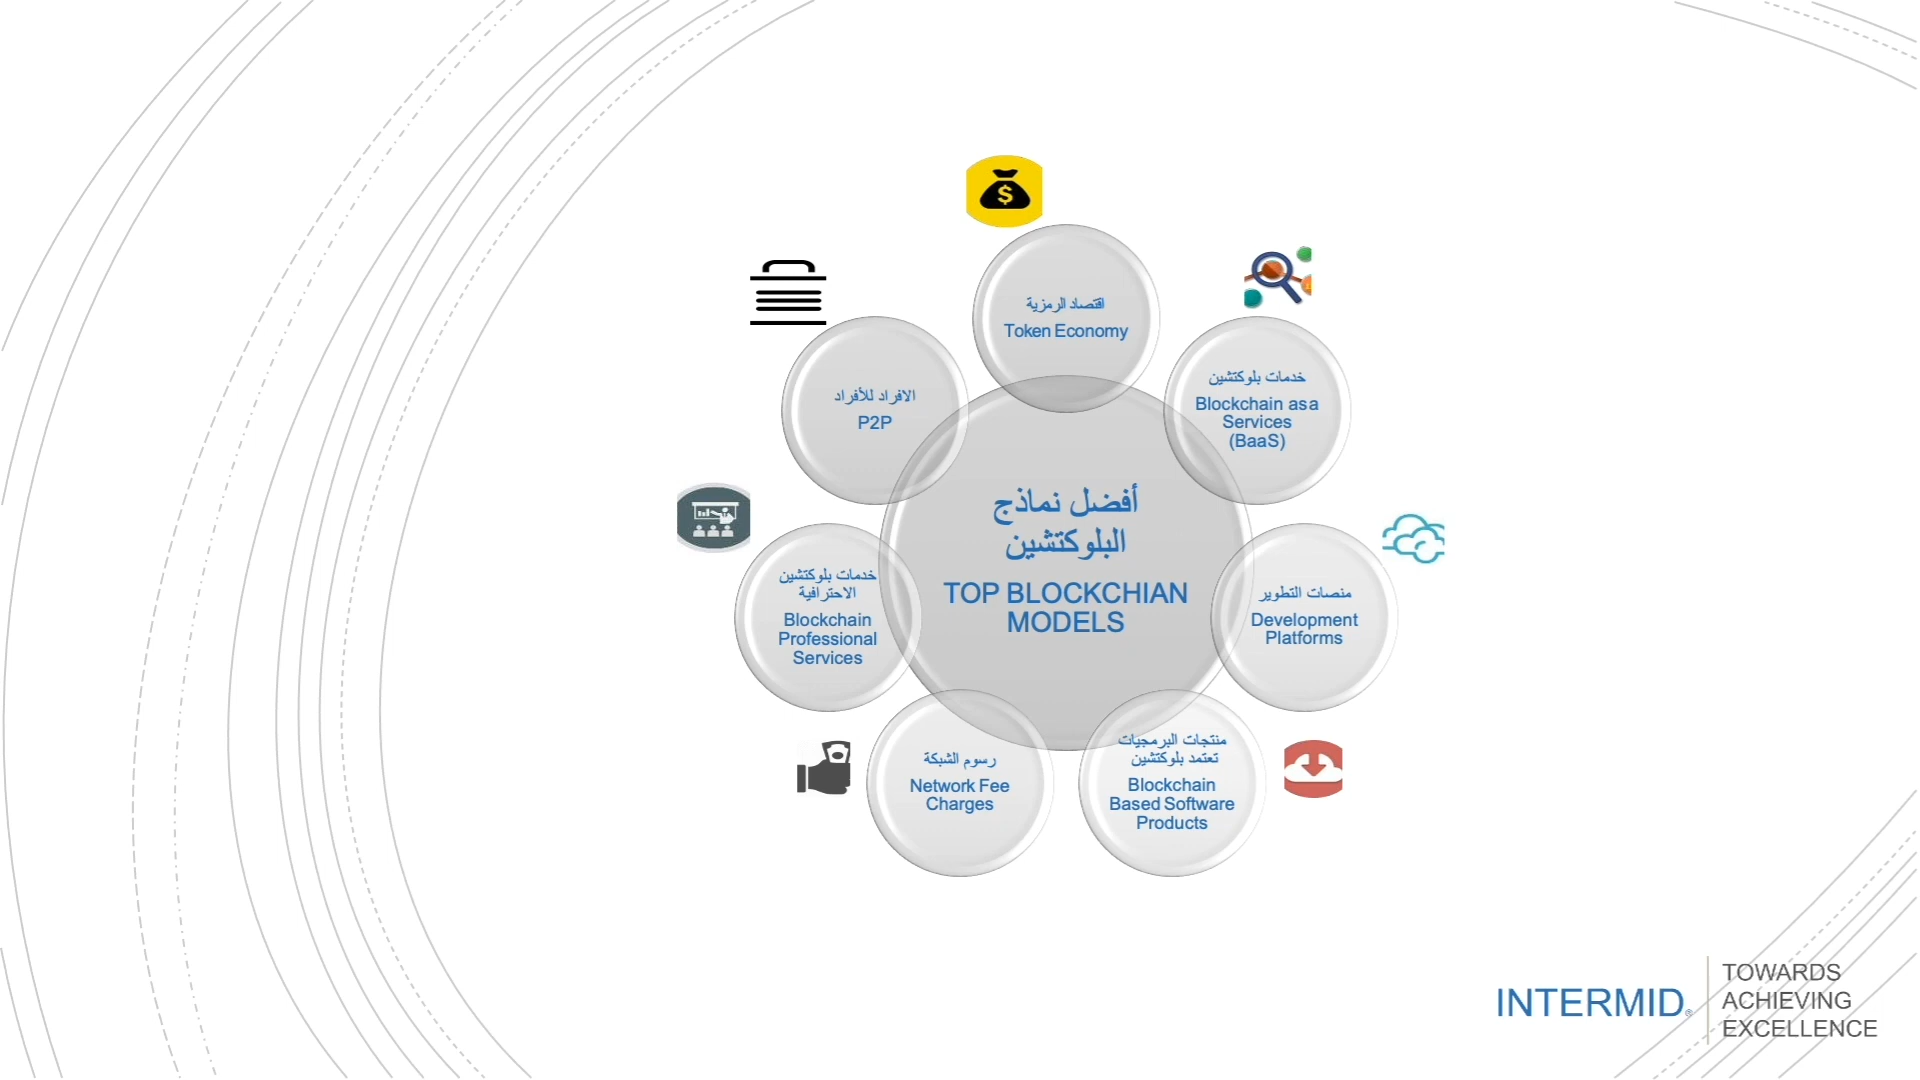 أفضل نماذج
البلوكتشين
TOP BLOCKCHIAN
MODELS
اقتصاد الرمزية
Token Economy
خدمات بلوكتشين
Blockchain as a
Services
(BaaS)
منصات التطوير
Development
Platforms
منتجات البرمجيات
تعتمد بلوكتشين
Blockchain
Based Software
Products
رسوم الشبكة
Network Fee
Charges
خدمات بلوكتشين
الاحترافية
Blockchain
Professional
Services
الافراد للأفراد
P2P
$
INTERMID®
TOWARDS
ACHIEVING
EXCELLENCE